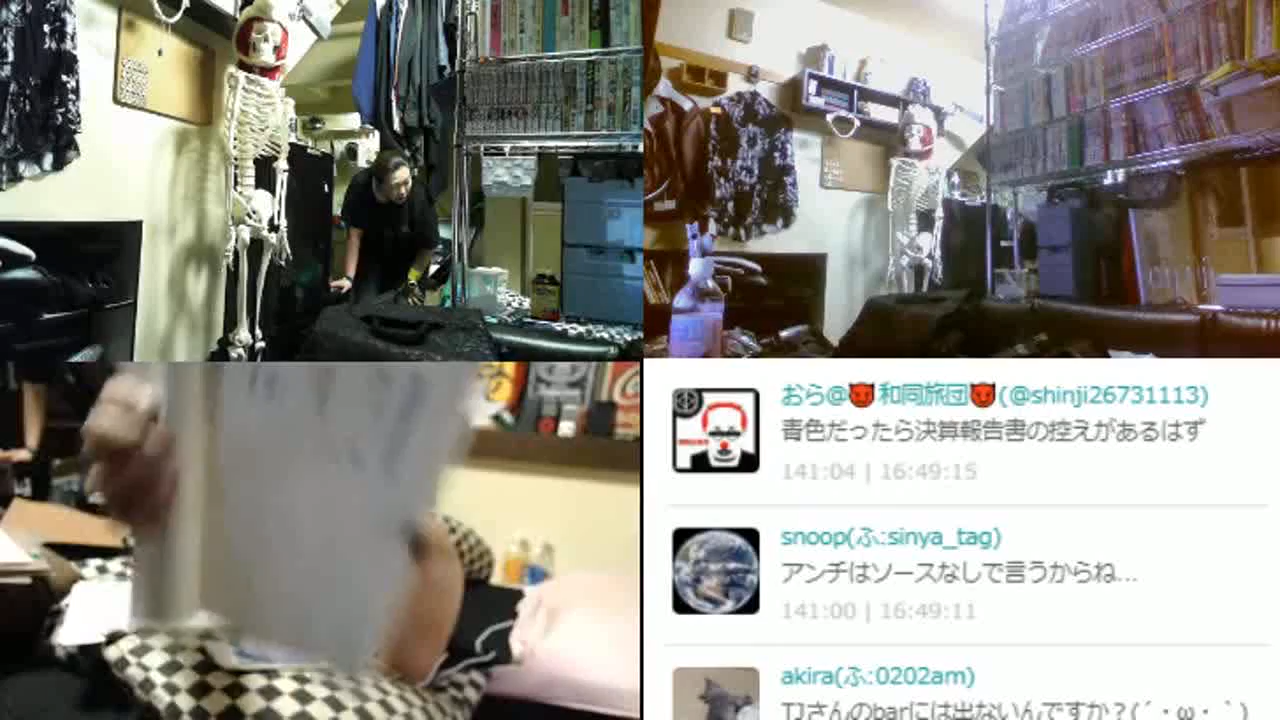 おら@👿和同旅団👿(@shinji26731113)
青色だったら決算報告書の控えがあるはず
141:04 | 16:49:15
snoop(ふ:sinya_tag)
アンチはソースなしで言うからね...
141:00 | 16:49:11
akira(ふ:0202am)
TJさんのbarには出ないんですか？(´・ω・｀)